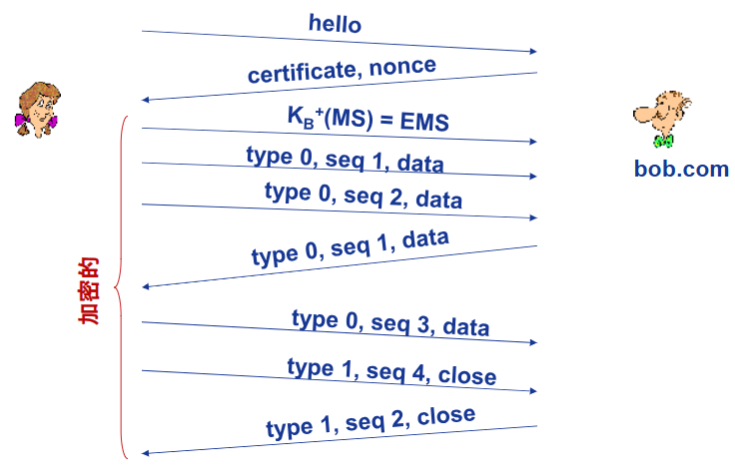 hello
certificate, nonce
K_B^+(MS) = EMS
type 0, seq 1, data
bob.com
type 0, seq 2, data
type 0, seq 1, data
加密的
type 0, seq 3, data
type 1, seq 4, close
type 1, seq 2, close